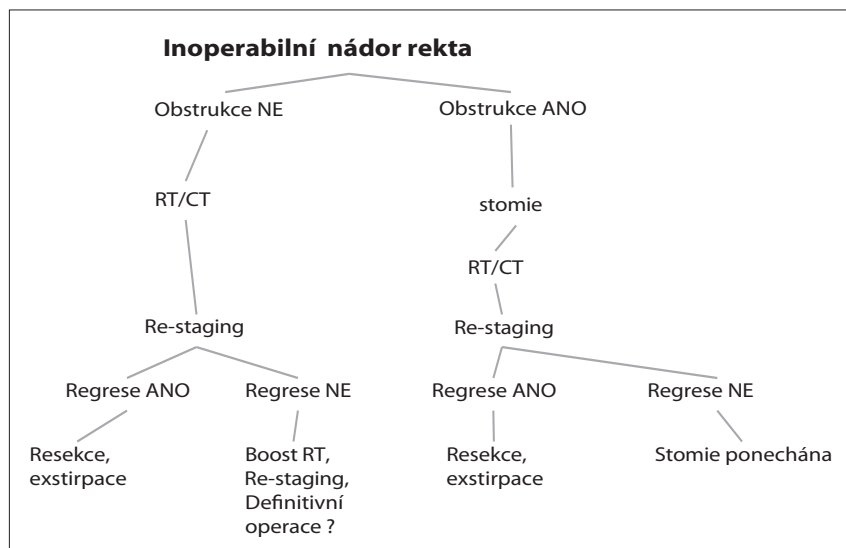 Inoperabilní nádor rekta
Obstrukce NE
Obstrukce ANO
RT/CT
stomie
RT/CT
Re-staging
Re-staging
Regrese ANO
Regrese NE
Regrese ANO
Regrese NE
Resekce,
exstirpace
Boost RT,
Re-staging,
Definitivní
operace ?
Resekce,
exstirpace
Stomie ponechána